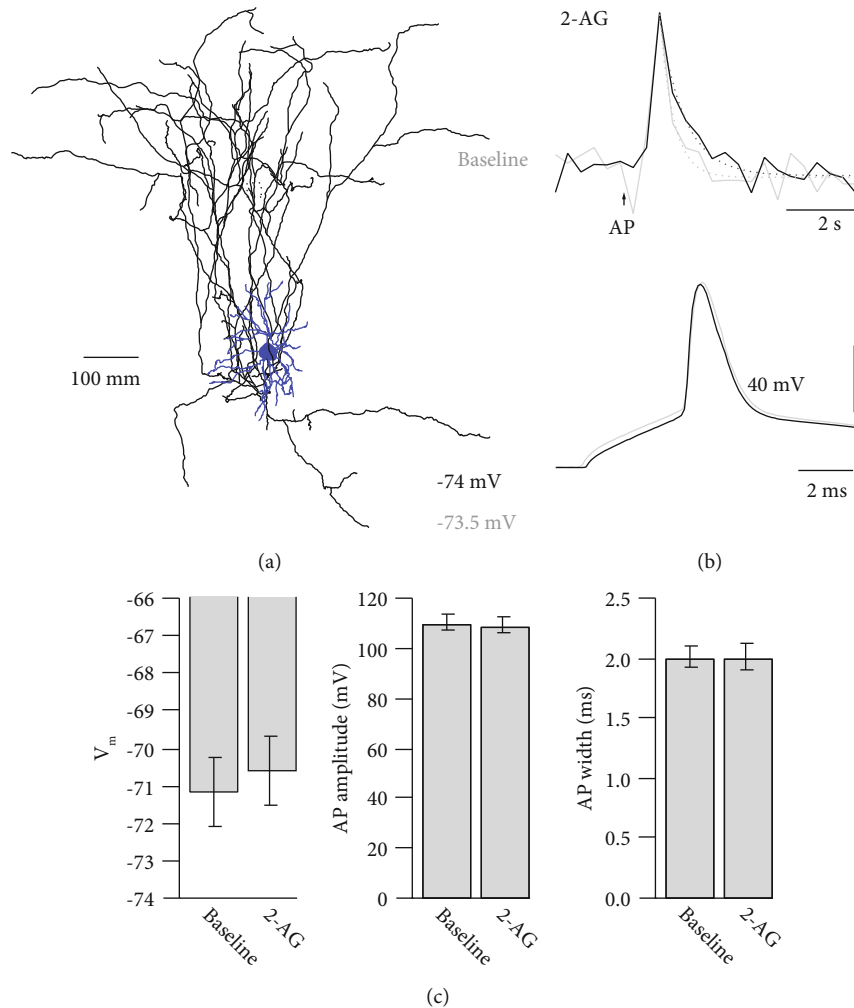 100 mm
-74 mV
-73.5 mV
(a)
2-AG
Baseline
AP
2 s
40 mV
2 ms
(b)
Vm
-66
-67
-68
-69
-70
-71
-72
-73
-74
Baseline
2-AG
AP amplitude (mV)
120
100
80
60
40
20
0
Baseline
2-AG
AP width (ms)
2.5
2.0
1.5
1.0
0.5
0.0
Baseline
2-AG
(c)